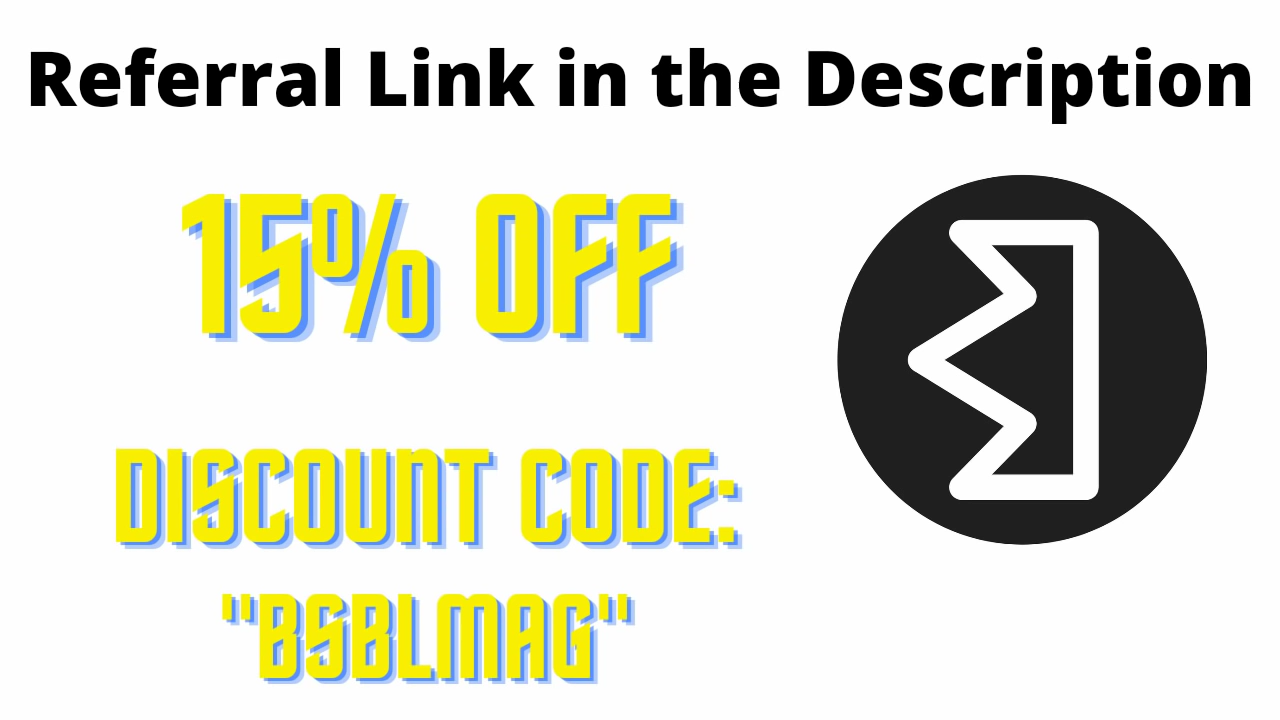 Referral Link in the Description
15% OFF
DISCOUNT CODE:
"BSBLMAG"